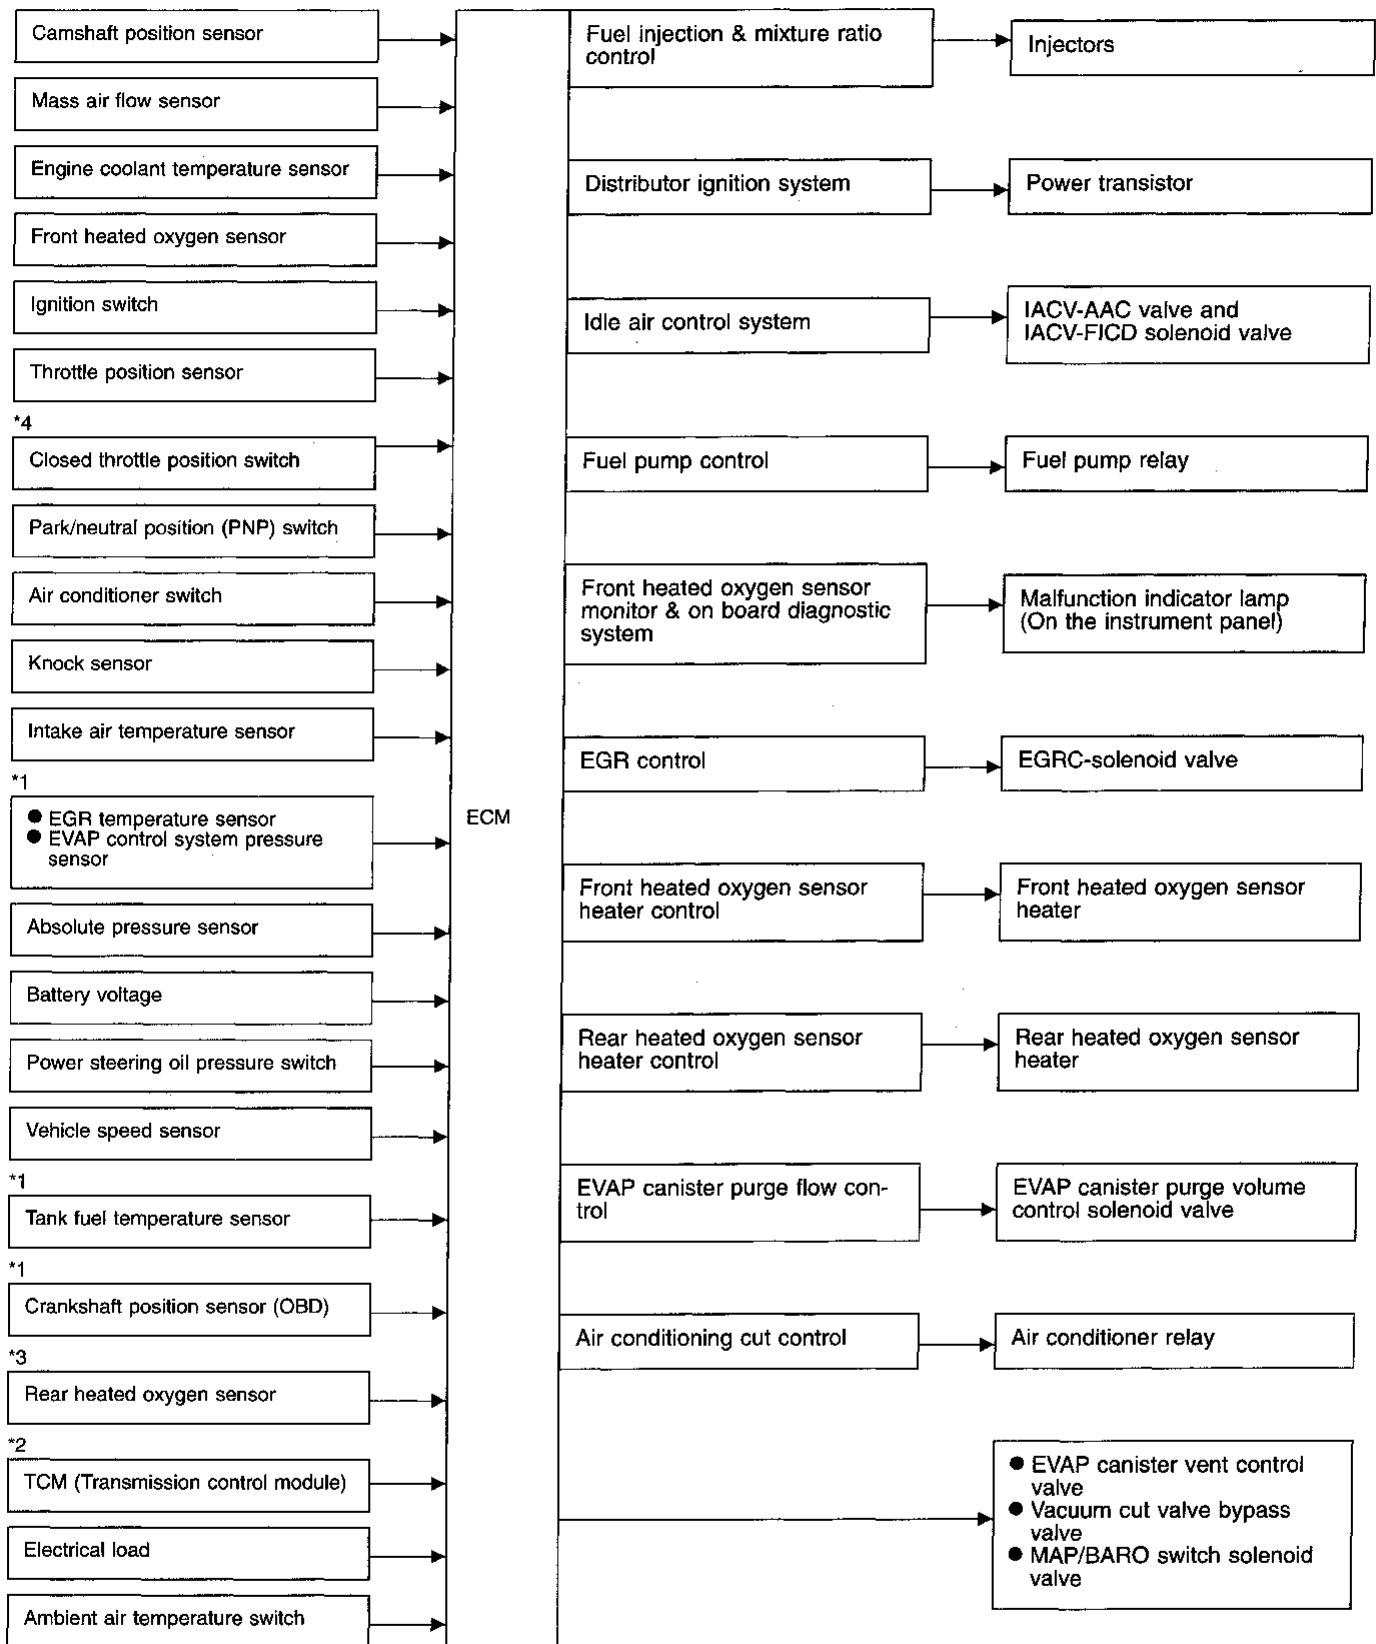 Camshaft position sensor
Mass air flow sensor
Engine coolant temperature sensor
Front heated oxygen sensor
Ignition switch
Throttle position sensor
*4
Closed throttle position switch
Park/neutral position (PNP) switch
Air conditioner switch
Knock sensor
Intake air temperature sensor
*1
● EGR temperature sensor
● EVAP control system pressure
sensor
Absolute pressure sensor
Battery voltage
Power steering oil pressure switch
Vehicle speed sensor
*1
Tank fuel temperature sensor
*1
Crankshaft position sensor (OBD)
*3
Rear heated oxygen sensor
*2
TCM (Transmission control module)
Electrical load
Ambient air temperature switch
ECM
Fuel injection & mixture ratio
control
Injectors
Distributor ignition system
Power transistor
Idle air control system
IACV-AAC valve and
IACV-FICD solenoid valve
Fuel pump control
Fuel pump relay
Front heated oxygen sensor
monitor & on board diagnostic
system
Malfunction indicator lamp
(On the instrument panel)
EGR control
EGRC-solenoid valve
Front heated oxygen sensor
heater control
Front heated oxygen sensor
heater
Rear heated oxygen sensor
heater control
Rear heated oxygen sensor
heater
EVAP canister purge flow con-
trol
EVAP canister purge volume
control solenoid valve
Air conditioning cut control
Air conditioner relay
● EVAP canister vent control
valve
● Vacuum cut valve bypass
valve
● MAP/BARO switch solenoid
valve